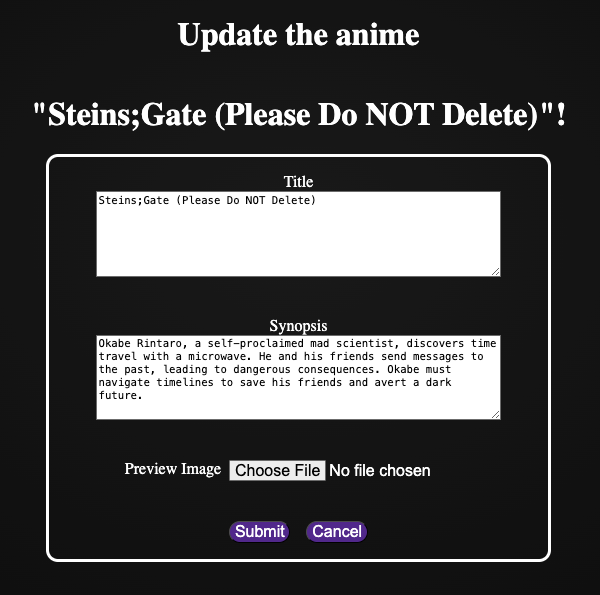 Update the anime
"Steins;Gate (Please Do NOT Delete)"!
Title
Steins;Gate (Please Do NOT Delete)
Synopsis
Okabe Rintaro, a self-proclaimed mad scientist, discovers time
travel with a microwave. He and his friends send messages to
the past, leading to dangerous consequences. Okabe must
navigate timelines to save his friends and avert a dark
future.
Preview Image Choose File No file chosen
Submit Cancel